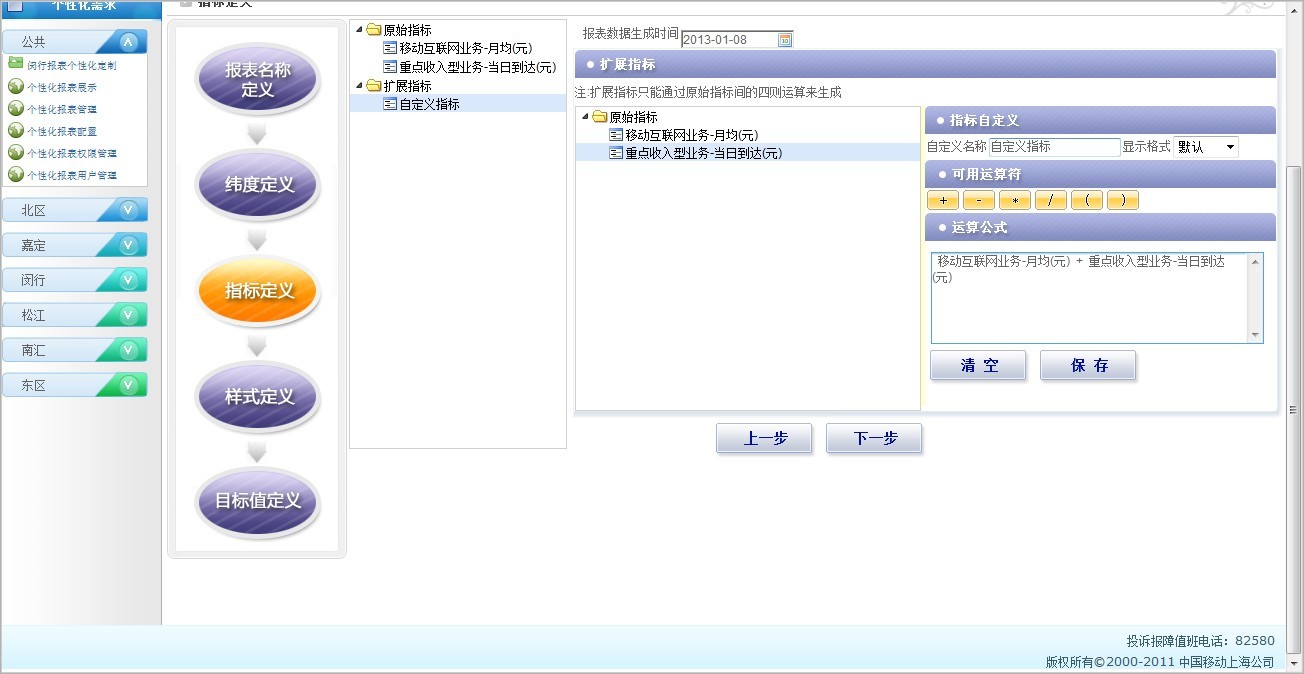 个性化需求
公共
闵行报表个性化定制
个性化报表展示
个性化报表管理
个性化报表配置
个性化报表权限管理
个性化报表用户管理
北区
嘉定
闵行
松江
南汇
东区
指标定义
报表名称
定义
纬度定义
指标定义
样式定义
目标值定义
原始指标
移动互联网业务-月均(元)
重点收入型业务-当日到达(元)
扩展指标
自定义指标
报表数据生成时间 2013-01-08
扩展指标
注:扩展指标只能通过原始指标间的四则运算来生成
原始指标
移动互联网业务-月均(元)
重点收入型业务-当日到达(元)
指标自定义
自定义名称 自定义指标 显示格式 默认
可用运算符
+ - * / ( )
运算公式
移动互联网业务-月均(元) + 重点收入型业务-当日到达
(元)
清 空 保 存
上一步 下一步
投诉报障值班电话：82580
版权所有©2000-2011 中国移动上海公司